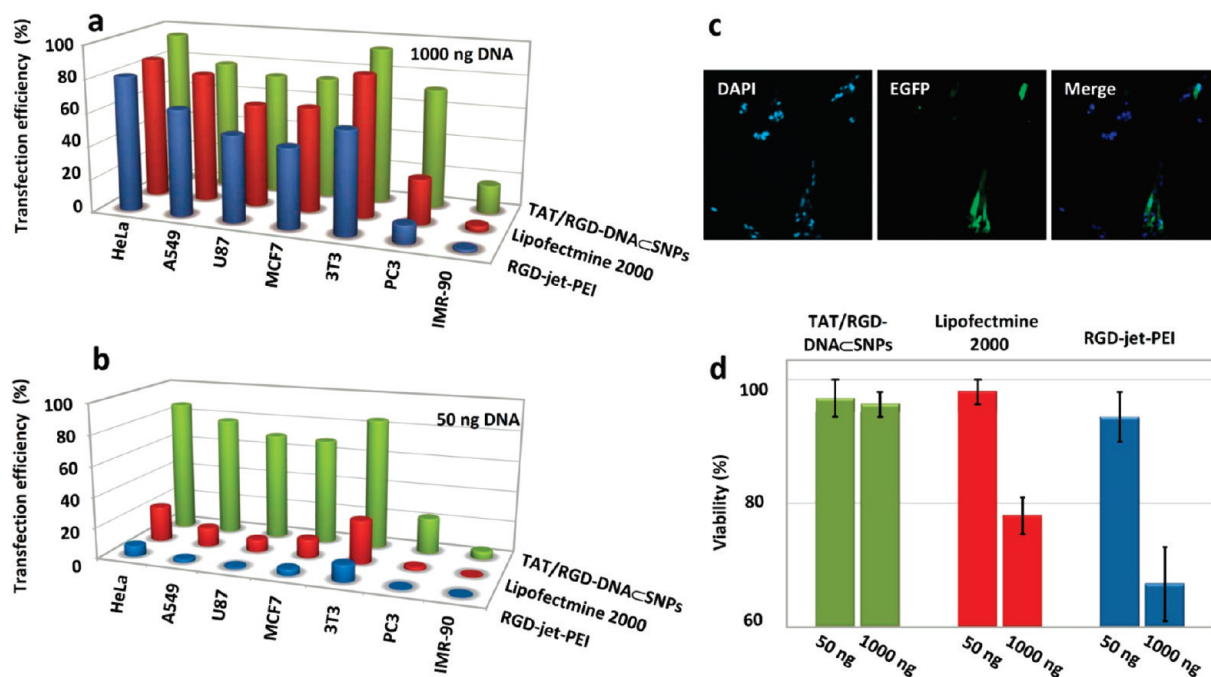 a
1000 ng DNA
Transfection efficiency (%)
100
80
60
40
20
0
HeLa
A549
U87
MCF7
3T3
PC3
IMR-90
TAT/RGD-DNA⊂SNPs
Lipofectmine 2000
RGD-jet-PEI
b
50 ng DNA
Transfection efficiency (%)
100
80
60
40
20
0
HeLa
A549
U87
MCF7
3T3
PC3
IMR-90
TAT/RGD-DNA⊂SNPs
Lipofectmine 2000
RGD-jet-PEI
c
DAPI
EGFP
Merge
d
TAT/RGD-
DNA⊂SNPs
Lipofectmine
2000
RGD-jet-PEI
Viability (%)
100
80
60
50 ng
1000 ng
50 ng
1000 ng
50 ng
1000 ng